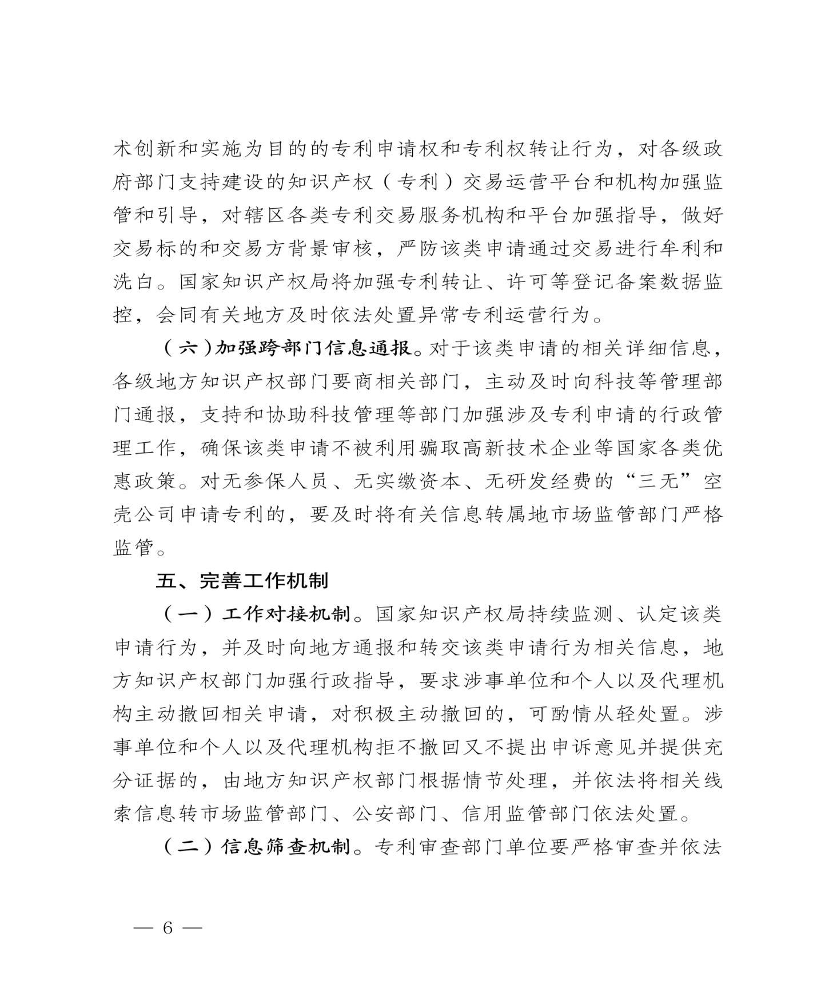 术创新和实施为目的的专利申请权和专利权转让行为，对各级政
府部门支持建设的知识产权（专利）交易运营平台和机构加强监
管和引导，对辖区各类专利交易服务机构和平台加强指导，做好
交易标的和交易方背景审核，严防该类申请通过交易进行牟利和
洗白。国家知识产权局将加强专利转让、许可等登记备案数据监
控，会同有关地方及时依法处置异常专利运营行为。
（六)加强跨部门信息通报。对于该类申请的相关详细信息，
各级地方知识产权部门要商相关部门，主动及时向科技等管理部
门通报，支持和协助科技管理等部门加强涉及专利申请的行政管
理工作，确保该类申请不被利用骗取高新技术企业等国家各类优
惠政策。对无参保人员、无实缴资本、无研发经费的“三无”空
壳公司申请专利的，要及时将有关信息转属地市场监管部门严格
监管。
五、完善工作机制
（一）工作对接机制。国家知识产权局持续监测、认定该类
申请行为，并及时向地方通报和转交该类申请行为相关信息，地
方知识产权部门加强行政指导，要求涉事单位和个人以及代理机
构主动撤回相关申请，对积极主动撤回的，可酌情从轻处置。涉
事单位和个人以及代理机构拒不撤回又不提出申诉意见并提供充
分证据的，由地方知识产权部门根据情节处理，并依法将相关线
索信息转市场监管部门、公安部门、信用监管部门依法处置。
（二）信息筛查机制。专利审查部门单位要严格审查并依法
— 6 —